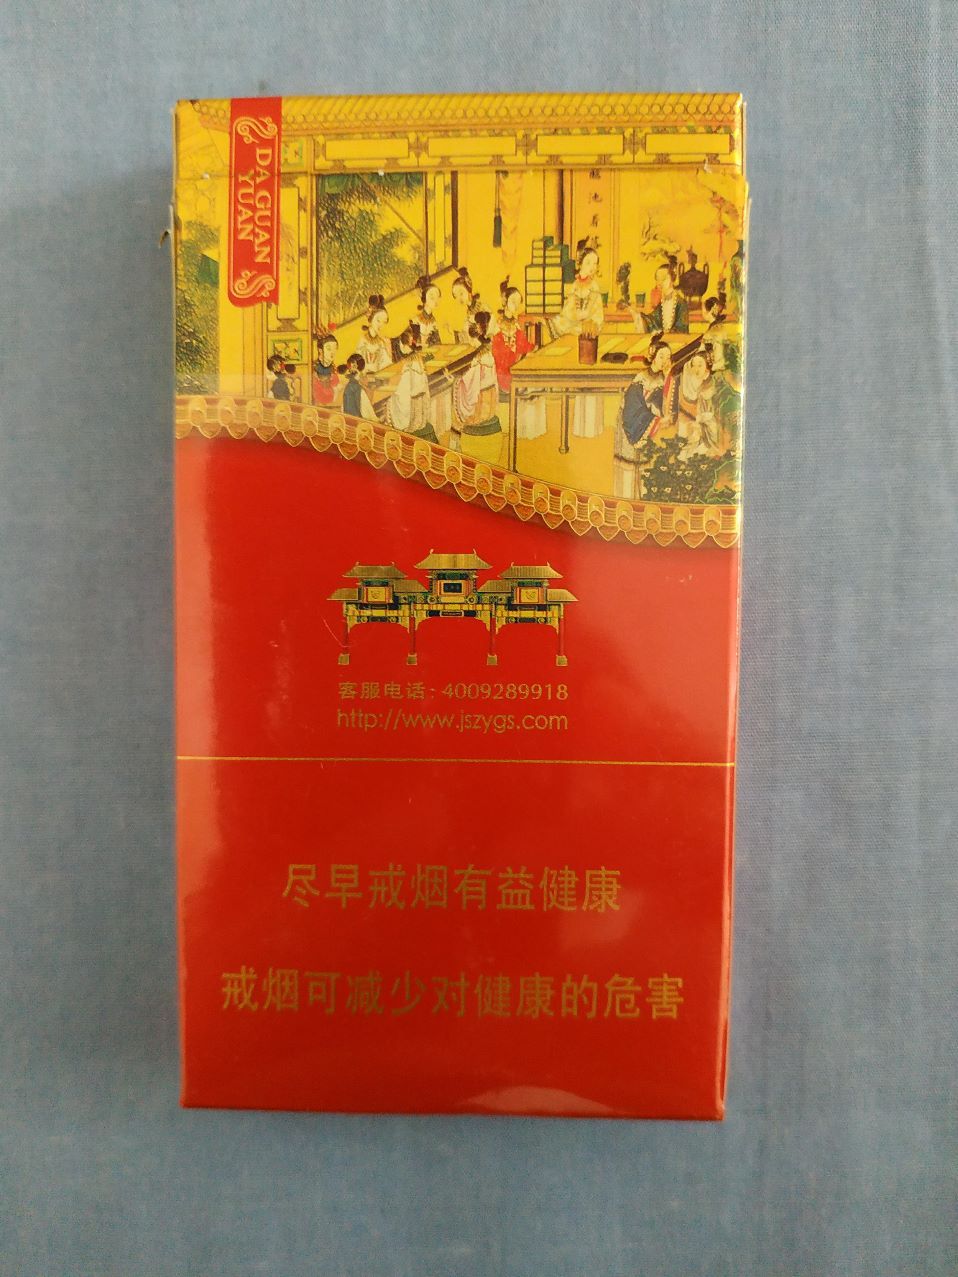 DA GUAN
YUAN
客服电话：4009289918
http://www.jszygs.com
尽早戒烟有益健康
戒烟可减少对健康的危害